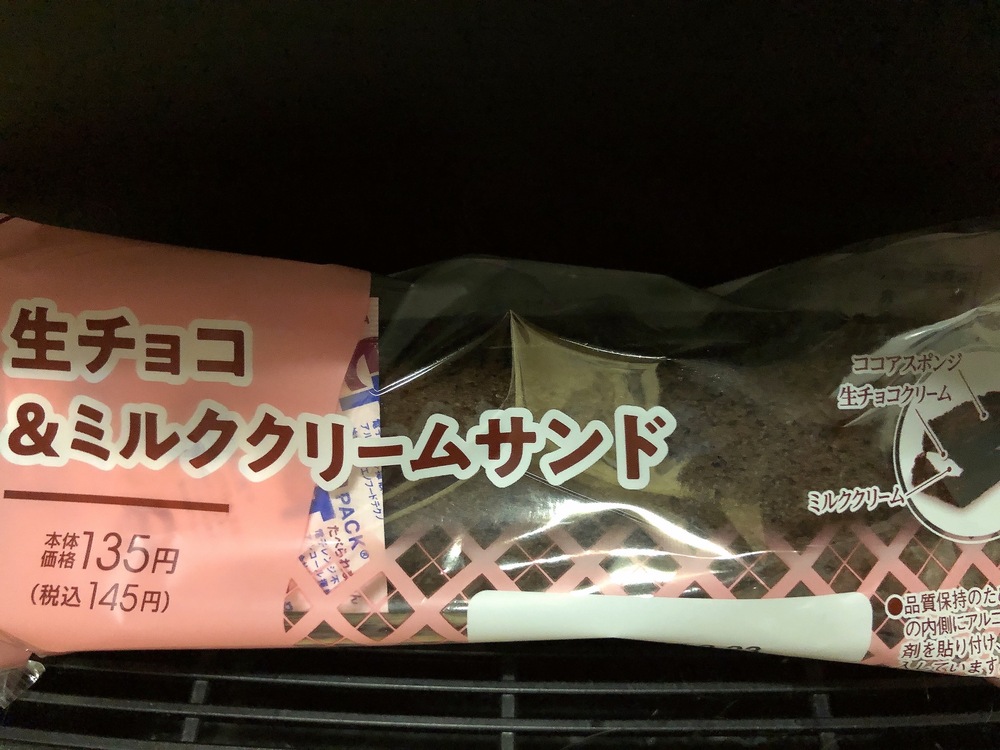 生チョコ
&ミルククリームサンド
本体
価格
135円
(税込145円)
PACK®
ココアスポンジ
生チョコクリーム
ミルククリーム
●品質保持のた
の内側にアルコ
剤を貼り付け